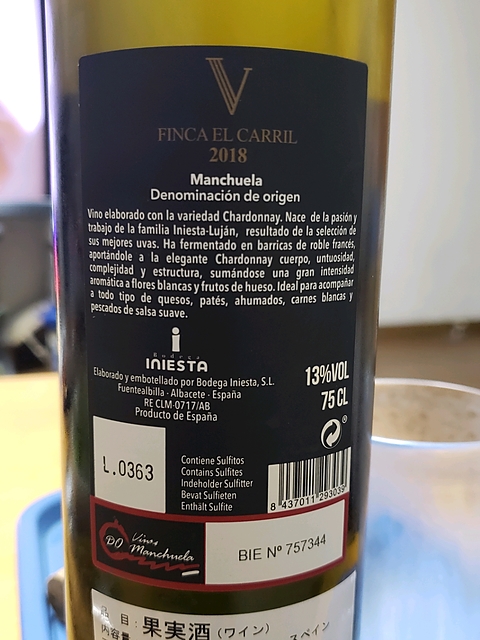 V
FINCA EL CARRIL
2018
Manchuela
Denominación de origen
Vino elaborado con la variedad Chardonnay. Nace de la pasión y
trabajo de la familia Iniesta-Luján, resultado de la selección de
sus mejores uvas. Ha fermentado en barricas de roble francés,
aportándole a la elegante Chardonnay cuerpo, untuosidad,
complejidad y estructura, sumándose una gran intensidad
aromática a flores blancas y frutos de hueso. Ideal para acompañar
a todo tipo de quesos, patés, ahumados, carnes blancas y
pescados de salsa suave.
Bodega
INIESTA
Elaborado y embotellado por Bodega Iniesta, S.L.
Fuentealbilla - Albacete - España
RE CLM-0717/AB
Producto de España
13%VOL
75 CL
L.0363
Contiene Sulfitos
Contains Sulfites
Indeholder Sulfitter
Bevat Sulfieten
Enthält Sulfite
8 437011 293039
DO Vinos
Manchuela
BIE Nº 757344
品 目:果実酒(ワイン)
内容量
スペイン